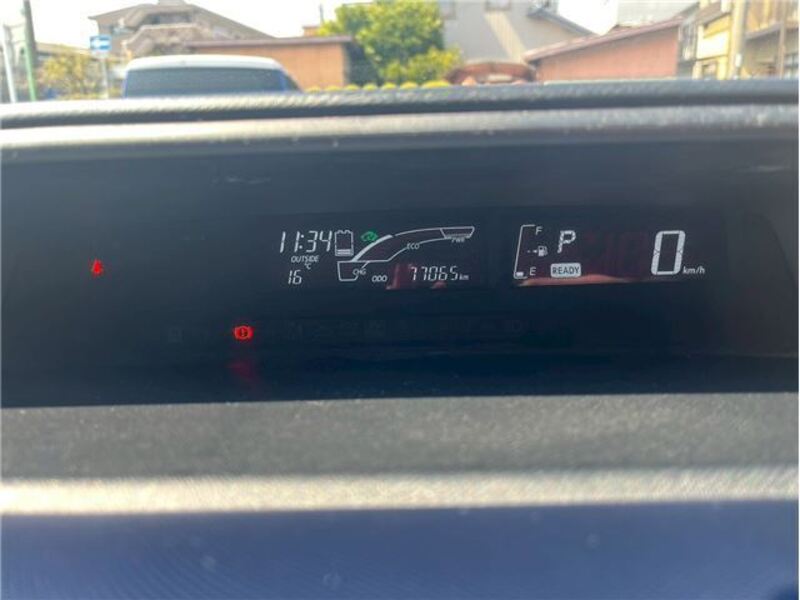 11:34
OUTSIDE
°C
16
ECO
PWR
CHG
ODO 77065 km
F
E
P
READY
0 km/h